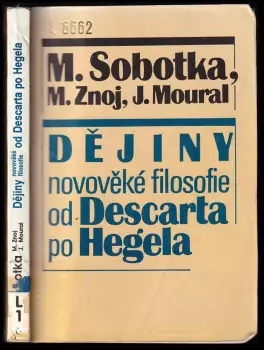 6662
M. Sobotka,
M. Znoj, J. Moural
DĚJINY
novověké filosofie
od Descarta
po Hegela
Dějiny novověké filosofie od Descarta po Hegela
otka M. Znoj J. Moural
L
1